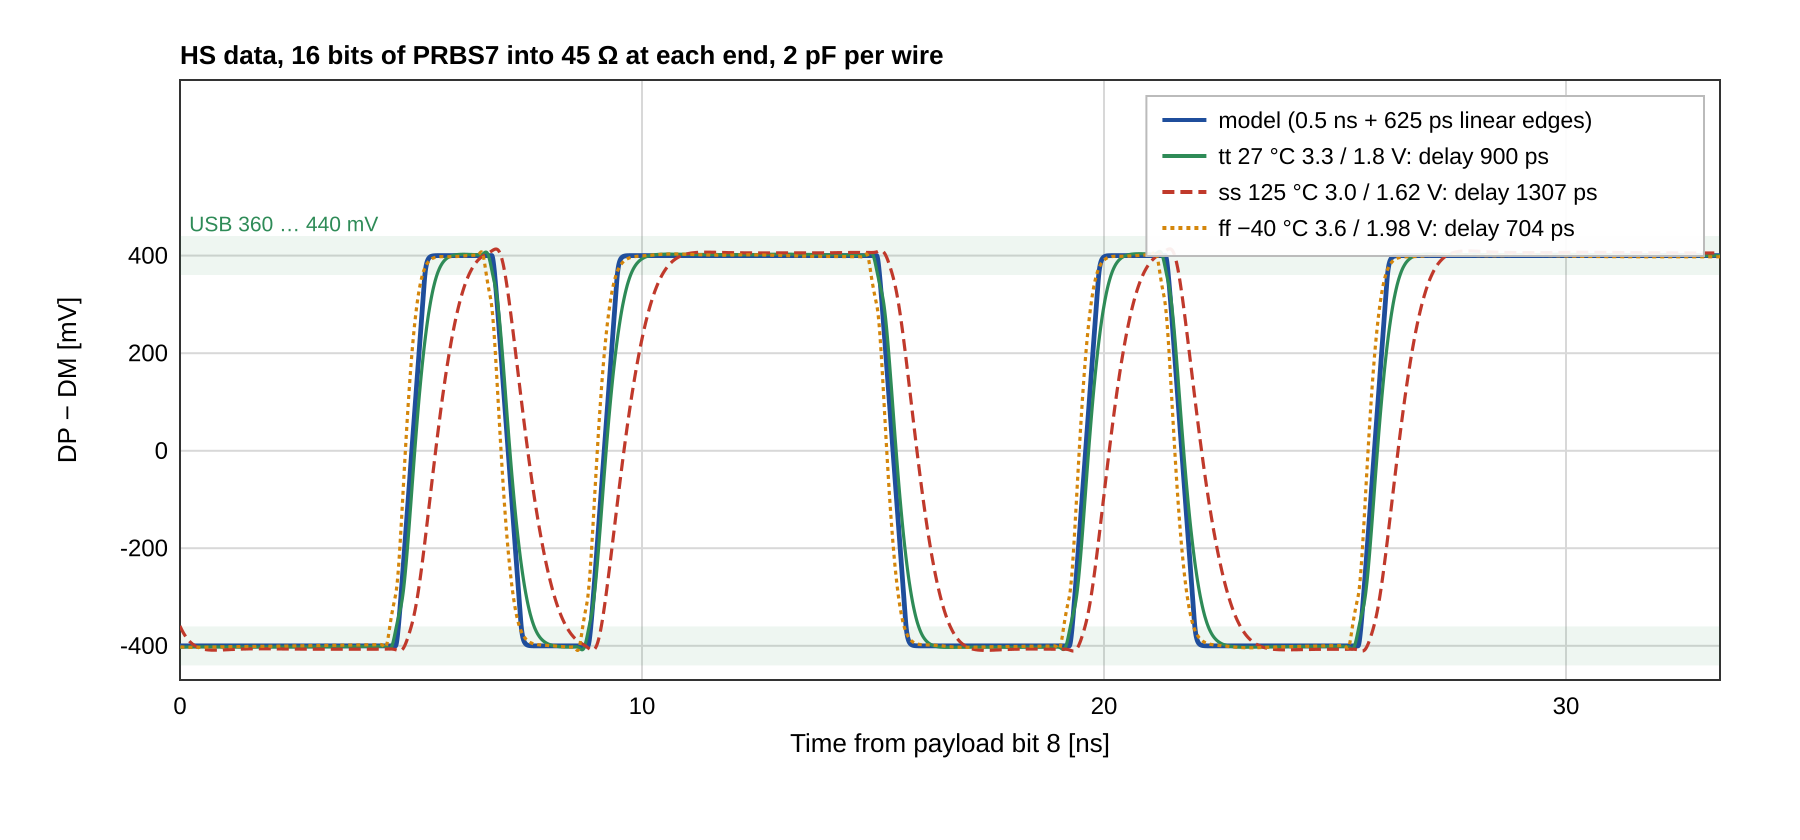 HS data, 16 bits of PRBS7 into 45 Ω at each end, 2 pF per wire
model (0.5 ns + 625 ps linear edges)
tt 27 °C 3.3 / 1.8 V: delay 900 ps
ss 125 °C 3.0 / 1.62 V: delay 1307 ps
ff −40 °C 3.6 / 1.98 V: delay 704 ps
USB 360 … 440 mV
400
200
0
-200
-400
DP − DM [mV]
0 10 20 30
Time from payload bit 8 [ns]